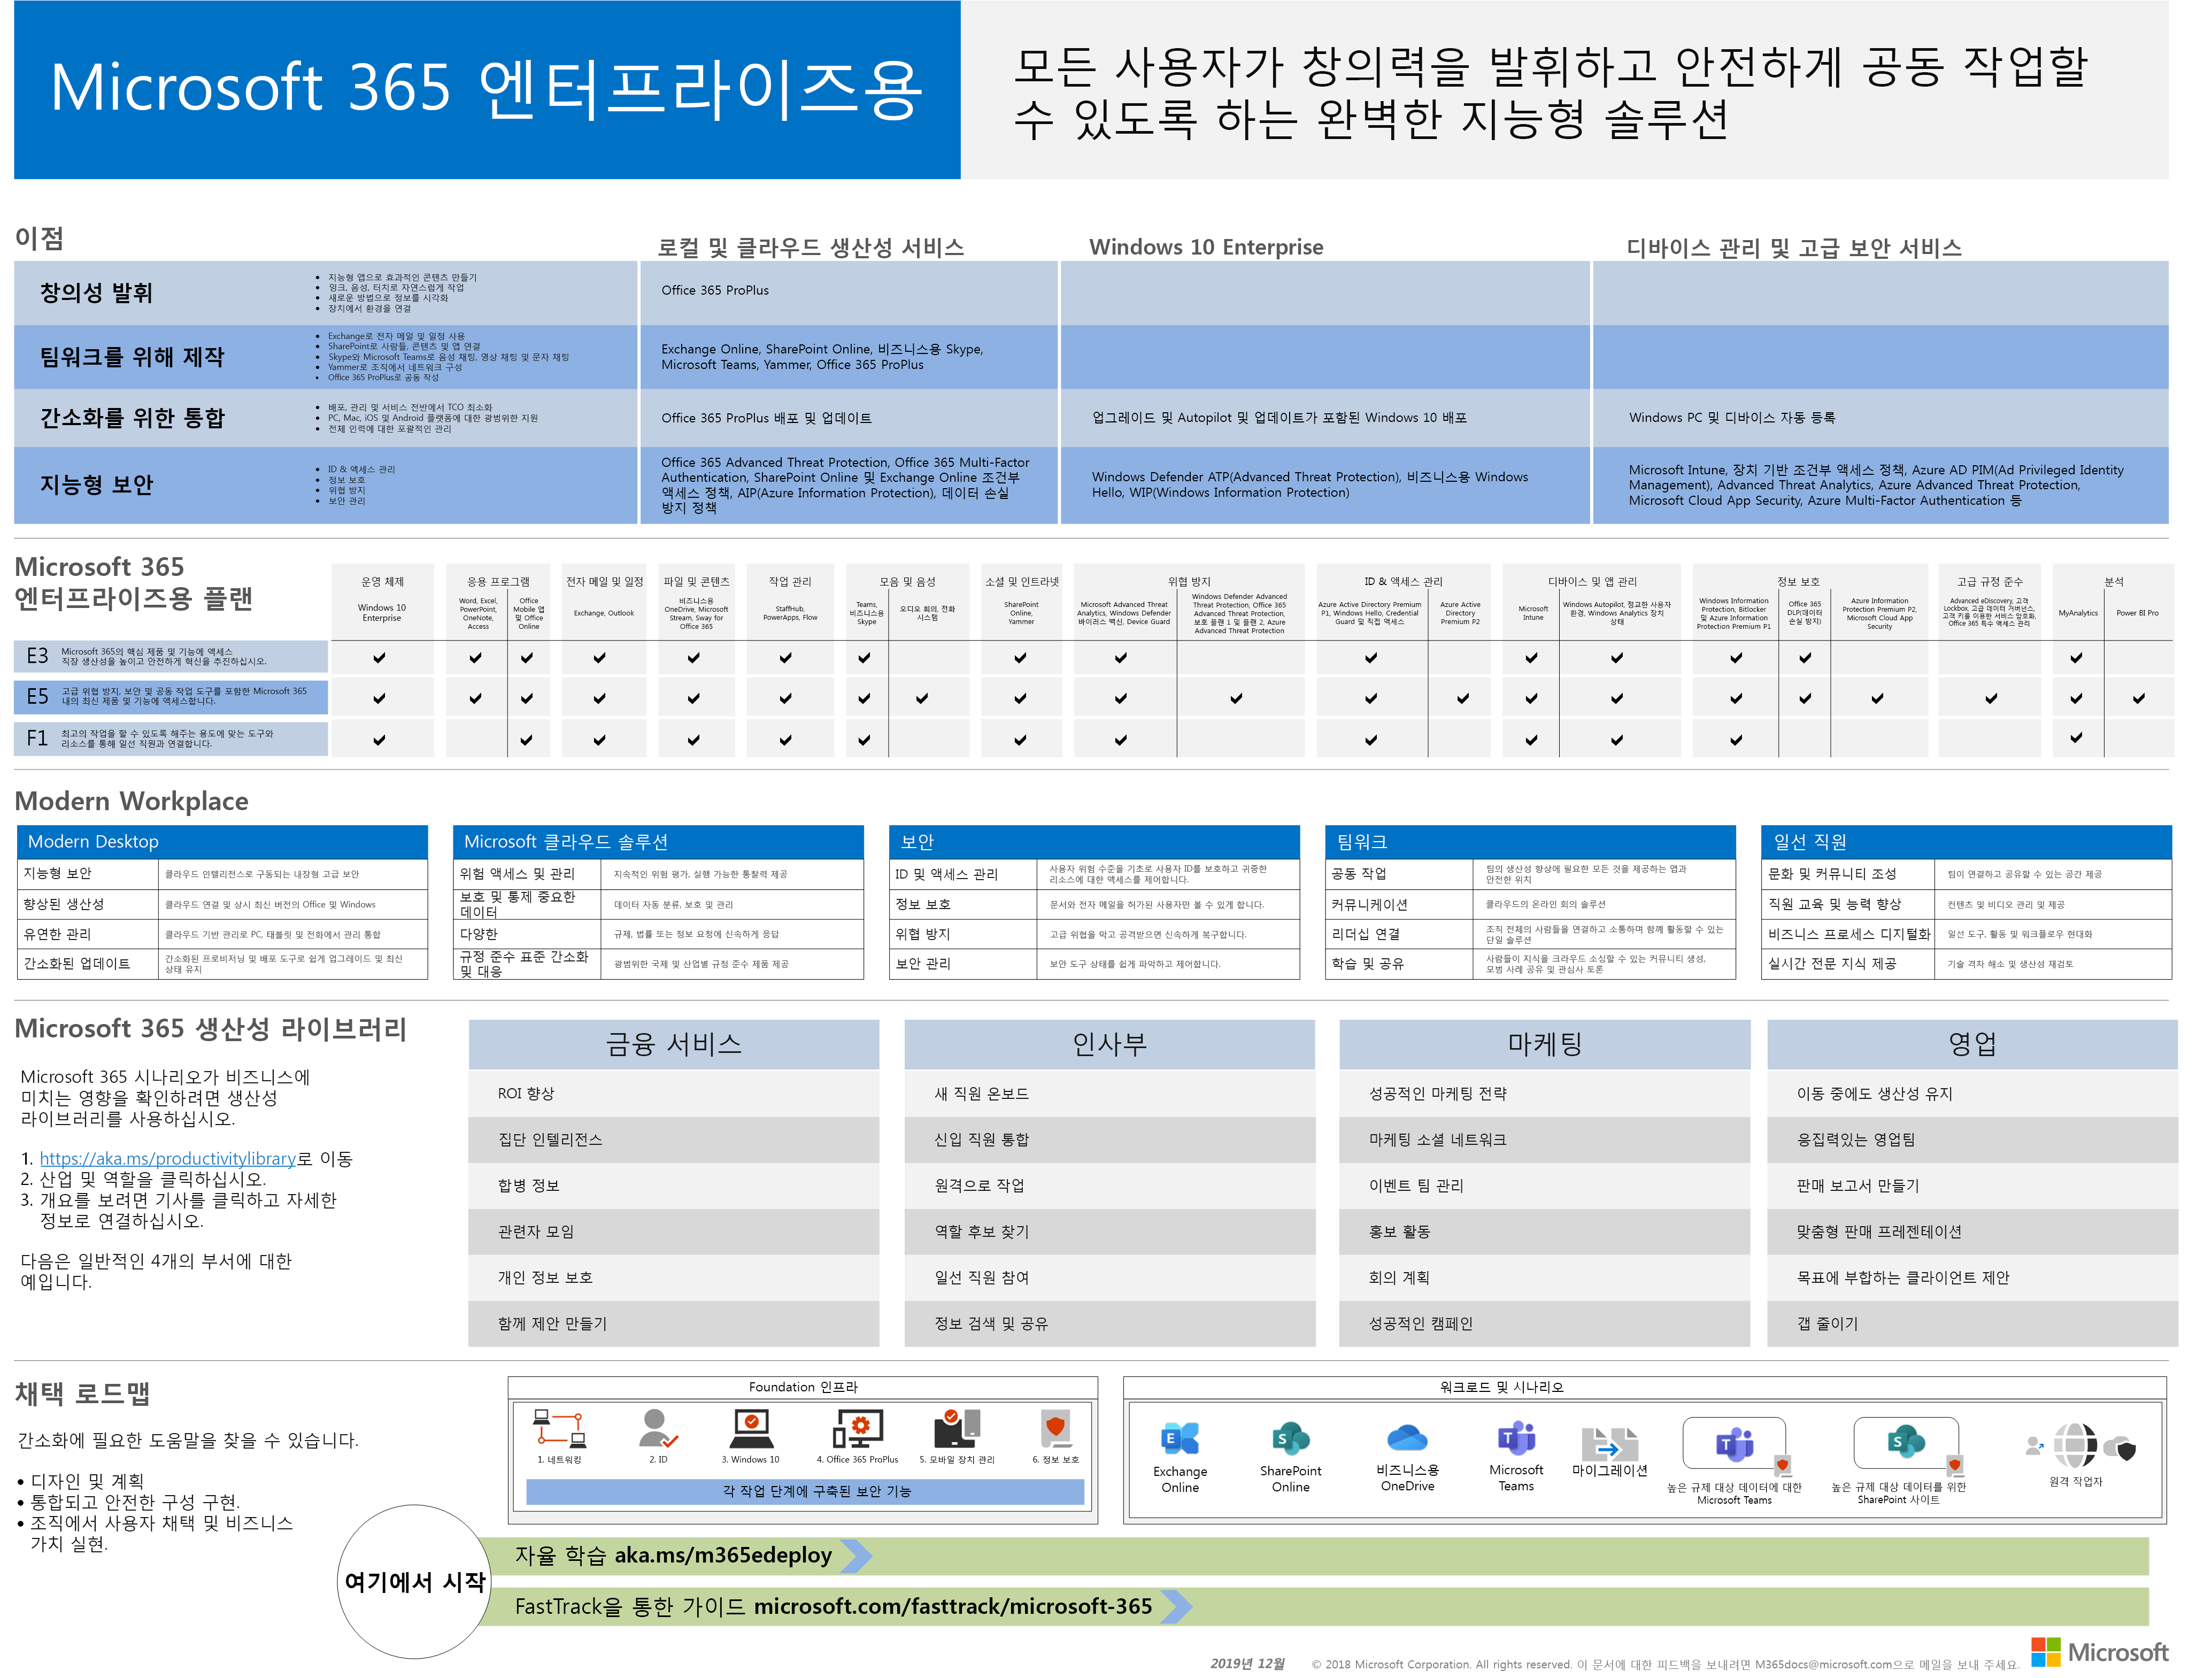 Microsoft 365 엔터프라이즈용
모든 사용자가 창의력을 발휘하고 안전하게 공동 작업할
수 있도록 하는 완벽한 지능형 솔루션
이점
로컬 및 클라우드 생산성 서비스
Windows 10 Enterprise
디바이스 관리 및 고급 보안 서비스
창의성 발휘
• 지능형 앱으로 효과적인 콘텐츠 만들기
• 잉크, 음성, 터치로 자연스럽게 작업
• 새로운 방법으로 정보를 시각화
• 장치에서 환경을 연결
Office 365 ProPlus
팀워크를 위해 제작
• Exchange로 전자 메일 및 일정 사용
• SharePoint로 사람들, 콘텐츠 및 앱 연결
• Skype와 Microsoft Teams로 음성 채팅, 영상 채팅 및 문자 채팅
• Yammer로 조직에서 네트워크 구성
• Office 365 ProPlus로 공동 작성
Exchange Online, SharePoint Online, 비즈니스용 Skype,
Microsoft Teams, Yammer, Office 365 ProPlus
간소화를 위한 통합
• 배포, 관리 및 서비스 전반에서 TCO 최소화
• PC, Mac, iOS 및 Android 플랫폼에 대한 광범위한 지원
• 전체 인력에 대한 포괄적인 관리
Office 365 ProPlus 배포 및 업데이트
업그레이드 및 Autopilot 및 업데이트가 포함된 Windows 10 배포
Windows PC 및 디바이스 자동 등록
지능형 보안
• ID & 액세스 관리
• 정보 보호
• 위협 방지
• 보안 관리
Office 365 Advanced Threat Protection, Office 365 Multi-Factor
Authentication, SharePoint Online 및 Exchange Online 조건부
액세스 정책, AIP(Azure Information Protection), 데이터 손실
방지 정책
Windows Defender ATP(Advanced Threat Protection), 비즈니스용 Windows
Hello, WIP(Windows Information Protection)
Microsoft Intune, 장치 기반 조건부 액세스 정책, Azure AD PIM(Ad Privileged Identity
Management), Advanced Threat Analytics, Azure Advanced Threat Protection,
Microsoft Cloud App Security, Azure Multi-Factor Authentication 등
Microsoft 365
엔터프라이즈용 플랜
운영 체제
Windows 10
Enterprise
응용 프로그램
Word, Excel,
PowerPoint,
OneNote,
Access
Office
Mobile 앱
및 Office
Online
전자 메일 및 일정
Exchange, Outlook
파일 및 콘텐츠
비즈니스용
OneDrive, Microsoft
Stream, Sway for
Office 365
작업 관리
StaffHub,
PowerApps, Flow
모음 및 음성
Teams,
비즈니스용
Skype
오디오 회의, 전화
시스템
소셜 및 인트라넷
SharePoint
Online,
Yammer
위협 방지
Microsoft Advanced Threat
Analytics, Windows Defender
바이러스 백신, Device Guard
Windows Defender Advanced
Threat Protection, Office 365
Advanced Threat Protection,
보호 플랜 1 및 플랜 2, Azure
Advanced Threat Protection
ID & 액세스 관리
Azure Active Directory Premium
P1, Windows Hello, Credential
Guard 및 직접 액세스
Azure Active
Directory
Premium P2
디바이스 및 앱 관리
Microsoft
Intune
Windows Autopilot, 정교한 사용자
환경, Windows Analytics 장치
상태
정보 보호
Windows Information
Protection, Bitlocker
및 Azure Information
Protection Premium P1
Office 365
DLP(데이터
손실 방지)
Azure Information
Protection Premium P2,
Microsoft Cloud App
Security
고급 규정 준수
Advanced eDiscovery, 고객
Lockbox, 고급 데이터 거버넌스,
고객 키를 이용한 서비스 암호화,
Office 365 특수 액세스 관리
분석
MyAnalytics
Power BI Pro
E3
Microsoft 365의 핵심 제품 및 기능에 액세스
직장 생산성을 높이고 안전하게 혁신을 추진하십시오.
✔ ✔ ✔ ✔ ✔ ✔ ✔ ✔ ✔ ✔ ✔ ✔ ✔ ✔ ✔
E5
고급 위협 방지, 보안 및 공동 작업 도구를 포함한 Microsoft 365
내의 최신 제품 및 기능에 액세스합니다.
✔ ✔ ✔ ✔ ✔ ✔ ✔ ✔ ✔ ✔ ✔ ✔ ✔ ✔ ✔ ✔ ✔ ✔ ✔ ✔ ✔
F1
최고의 작업을 할 수 있도록 해주는 용도에 맞는 도구와
리소스를 통해 일선 직원과 연결합니다.
✔ ✔ ✔ ✔ ✔ ✔ ✔ ✔ ✔ ✔ ✔ ✔ ✔
Modern Workplace
Modern Desktop
지능형 보안
클라우드 인텔리전스로 구동되는 내장형 고급 보안
향상된 생산성
클라우드 연결 및 상시 최신 버전의 Office 및 Windows
유연한 관리
클라우드 기반 관리로 PC, 태블릿 및 전화에서 관리 통합
간소화된 업데이트
간소화된 프로비저닝 및 배포 도구로 쉽게 업그레이드 및 최신
상태 유지
Microsoft 클라우드 솔루션
위험 액세스 및 관리
지속적인 위험 평가, 실행 가능한 통찰력 제공
보호 및 통제 중요한
데이터
데이터 자동 분류, 보호 및 관리
다양한
규제, 법률 또는 정보 요청에 신속하게 응답
규정 준수 표준 간소화
및 대응
광범위한 국제 및 산업별 규정 준수 제품 제공
보안
ID 및 액세스 관리
사용자 위험 수준을 기초로 사용자 ID를 보호하고 귀중한
리소스에 대한 액세스를 제어합니다.
정보 보호
문서와 전자 메일을 허가된 사용자만 볼 수 있게 합니다.
위협 방지
고급 위협을 막고 공격받으면 신속하게 복구합니다.
보안 관리
보안 도구 상태를 쉽게 파악하고 제어합니다.
팀워크
공동 작업
팀의 생산성 향상에 필요한 모든 것을 제공하는 앱과
안전한 위치
커뮤니케이션
클라우드의 온라인 회의 솔루션
리더십 연결
조직 전체의 사람들을 연결하고 소통하며 함께 활동할 수 있는
단일 솔루션
학습 및 공유
사람들이 지식을 크라우드 소싱할 수 있는 커뮤니티 생성,
모범 사례 공유 및 관심사 토론
일선 직원
문화 및 커뮤니티 조성
팀이 연결하고 공유할 수 있는 공간 제공
직원 교육 및 능력 향상
컨텐츠 및 비디오 관리 및 제공
비즈니스 프로세스 디지털화
일선 도구, 활동 및 워크플로우 현대화
실시간 전문 지식 제공
기술 격차 해소 및 생산성 재검토
Microsoft 365 생산성 라이브러리
Microsoft 365 시나리오가 비즈니스에
미치는 영향을 확인하려면 생산성
라이브러리를 사용하십시오.
1. https://aka.ms/productivitylibrary로 이동
2. 산업 및 역할을 클릭하십시오.
3. 개요를 보려면 기사를 클릭하고 자세한
정보로 연결하십시오.
다음은 일반적인 4개의 부서에 대한
예입니다.
금융 서비스
ROI 향상
집단 인텔리전스
합병 정보
관련자 모임
개인 정보 보호
함께 제안 만들기
인사부
새 직원 온보드
신입 직원 통합
원격으로 작업
역할 후보 찾기
일선 직원 참여
정보 검색 및 공유
마케팅
성공적인 마케팅 전략
마케팅 소셜 네트워크
이벤트 팀 관리
홍보 활동
회의 계획
성공적인 캠페인
영업
이동 중에도 생산성 유지
응집력있는 영업팀
판매 보고서 만들기
맞춤형 판매 프레젠테이션
목표에 부합하는 클라이언트 제안
갭 줄이기
채택 로드맵
간소화에 필요한 도움말을 찾을 수 있습니다.
• 디자인 및 계획
• 통합되고 안전한 구성 구현.
• 조직에서 사용자 채택 및 비즈니스
가치 실현.
Foundation 인프라
1. 네트워킹
2. ID
3. Windows 10
4. Office 365 ProPlus
5. 모바일 장치 관리
6. 정보 보호
각 작업 단계에 구축된 보안 기능
워크로드 및 시나리오
Exchange
Online
SharePoint
Online
비즈니스용
OneDrive
Microsoft
Teams
마이그레이션
높은 규제 대상 데이터에 대한
Microsoft Teams
높은 규제 대상 데이터를 위한
SharePoint 사이트
원격 작업자
여기에서 시작
자율 학습 aka.ms/m365edeploy
FastTrack을 통한 가이드 microsoft.com/fasttrack/microsoft-365
2019년 12월
© 2018 Microsoft Corporation. All rights reserved. 이 문서에 대한 피드백을 보내려면 M365docs@microsoft.com으로 메일을 보내 주세요.
Microsoft